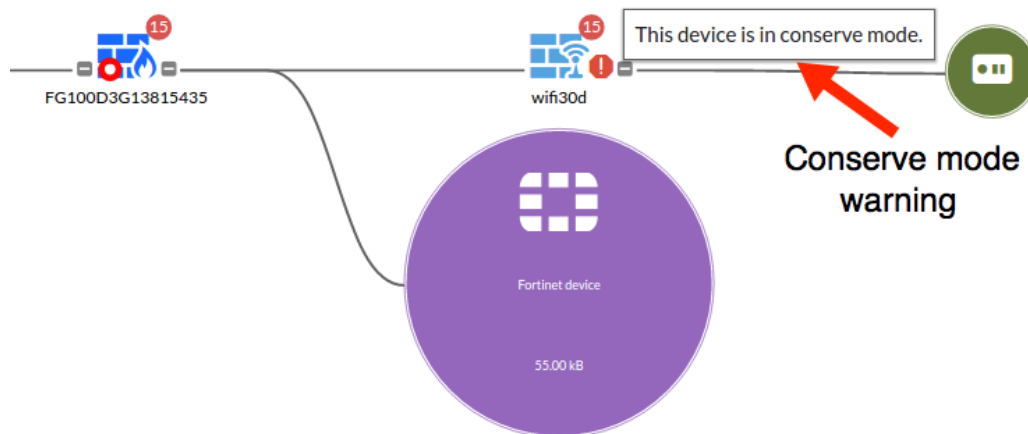 15
15
This device is in conserve mode.
FG100D3G13815435
wifi30d
Conserve mode
warning
Fortinet device
55.00 kB